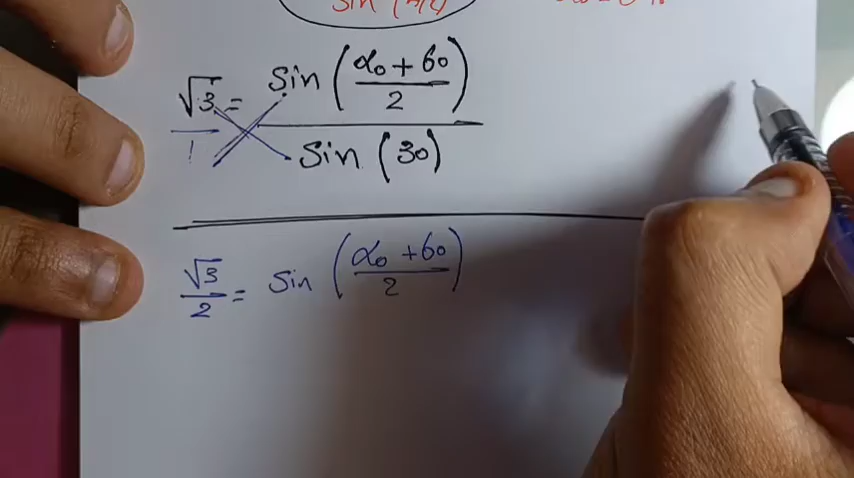 √3/1 = Sin ((α₀ + 60)/2) / Sin (30)
√3/2 = Sin ((α₀ + 60)/2)